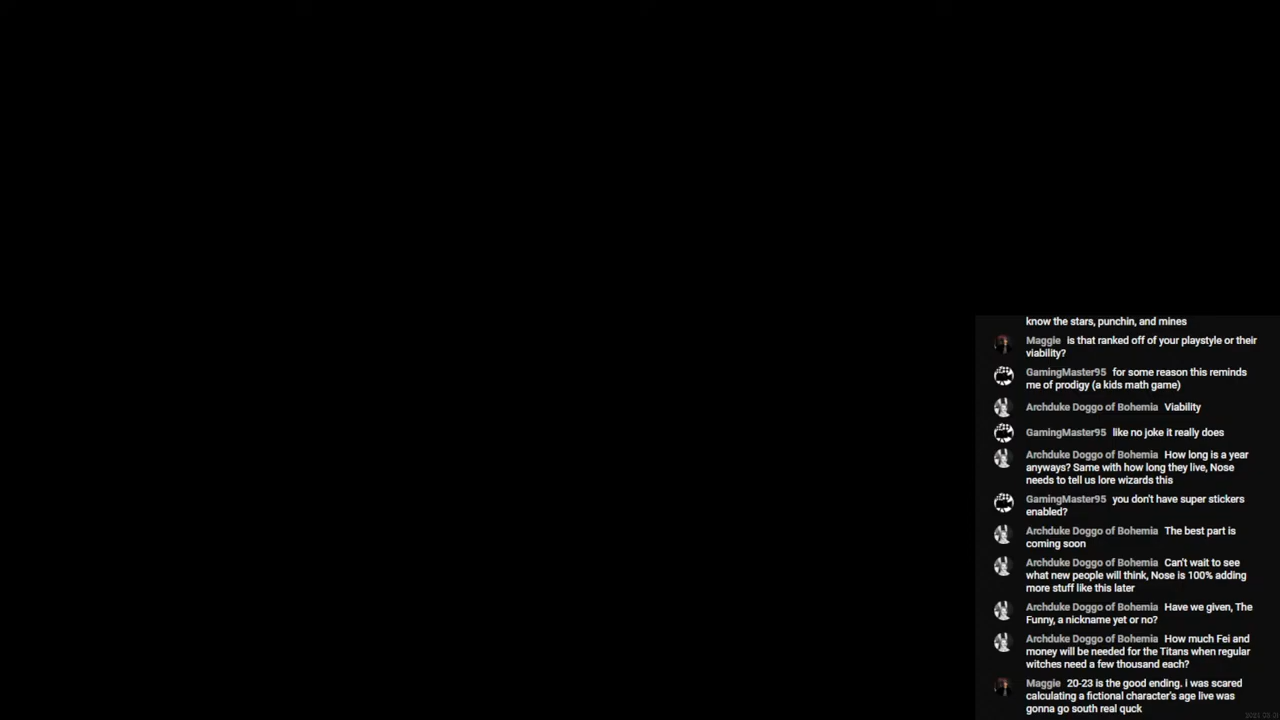 know the stars, punchin, and mines
Maggie is that ranked off of your playstyle or their
viability?
GamingMaster95 for some reason this reminds
me of prodigy (a kids math game)
Archduke Doggo of Bohemia Viability
GamingMaster95 like no joke it really does
Archduke Doggo of Bohemia How long is a year
anyways? Same with how long they live, Nose
needs to tell us lore wizards this
GamingMaster95 you don't have super stickers
enabled?
Archduke Doggo of Bohemia The best part is
coming soon
Archduke Doggo of Bohemia Can't wait to see
what new people will think, Nose is 100% adding
more stuff like this later
Archduke Doggo of Bohemia Have we given, The
Funny, a nickname yet or no?
Archduke Doggo of Bohemia How much Fei and
money will be needed for the Titans when regular
witches need a few thousand each?
Maggie 20-23 is the good ending. i was scared
calculating a fictional character's age live was
gonna go south real quck